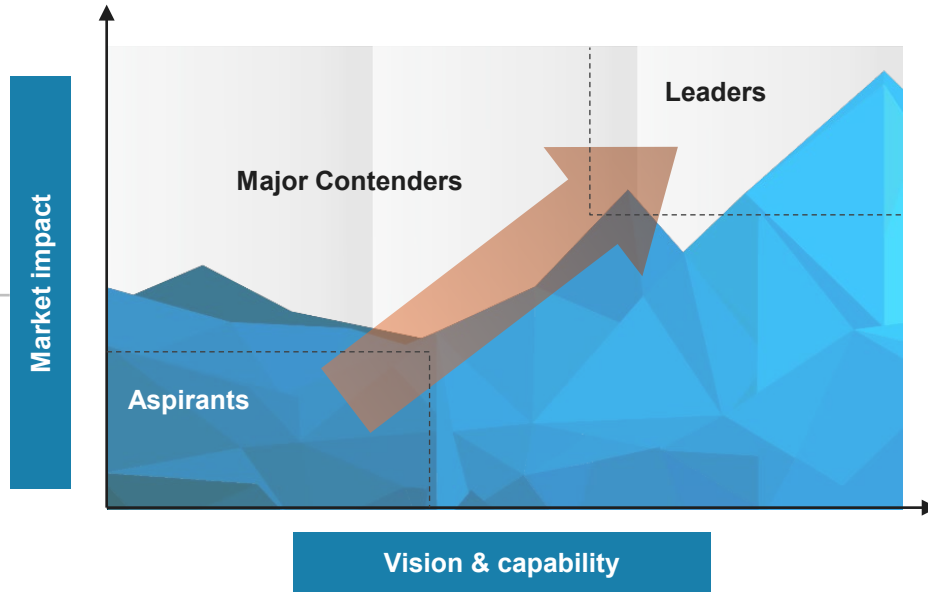 Leaders
Major Contenders
Market impact
Aspirants
Vision & capability